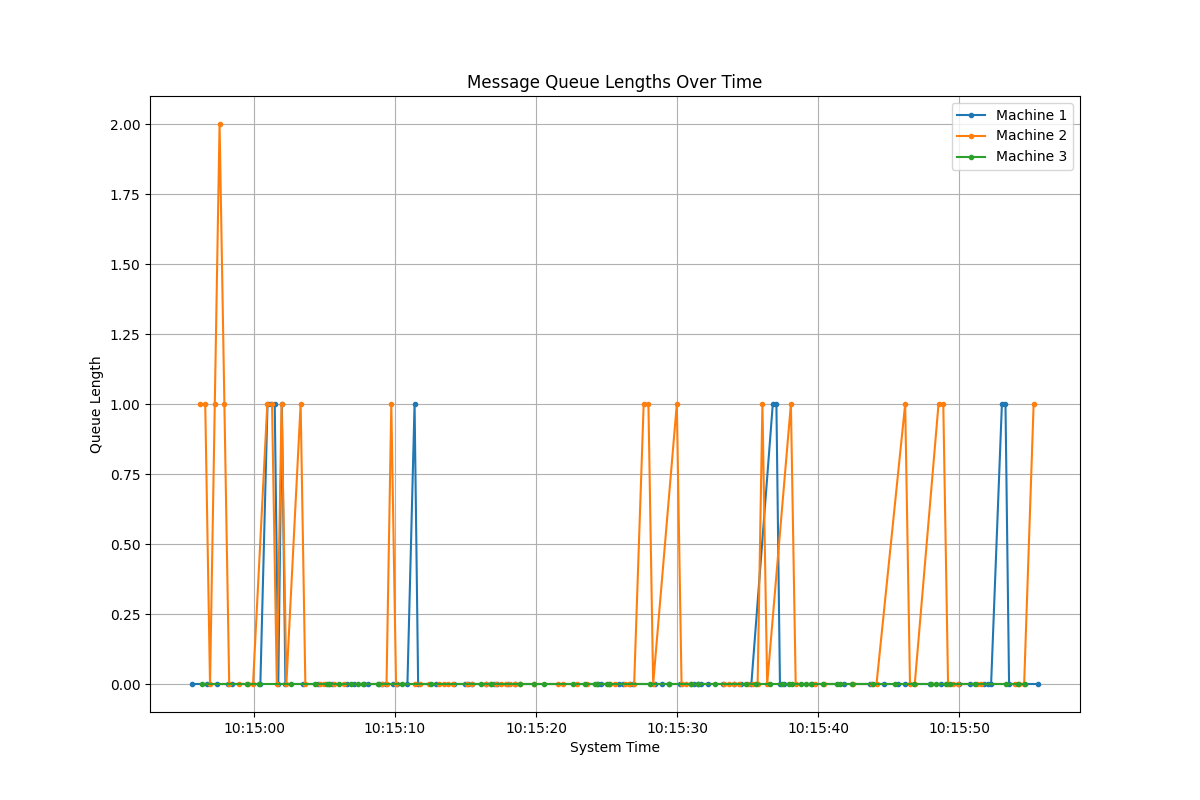 Message Queue Lengths Over Time
Machine 1
Machine 2
Machine 3
2.00
1.75
1.50
1.25
1.00
0.75
0.50
0.25
0.00
Queue Length
10:15:00 10:15:10 10:15:20 10:15:30 10:15:40 10:15:50
System Time